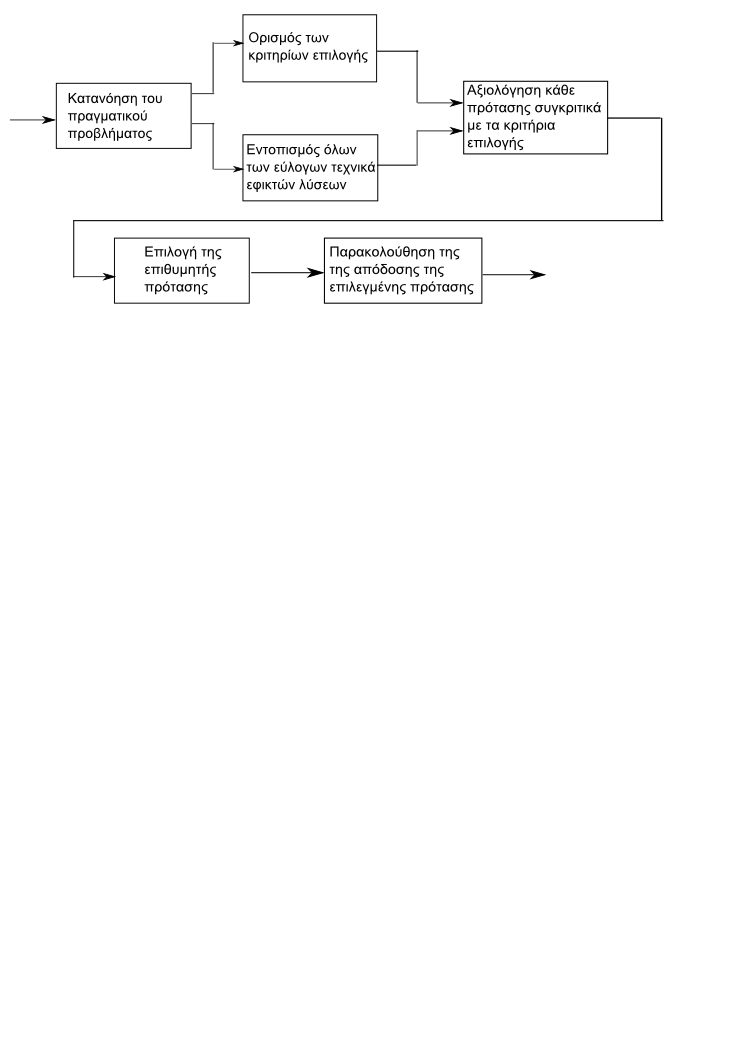 Κατανόηση του
πραγματικού
προβλήματος
Ορισμός των
κριτηρίων επιλογής
Εντοπισμός όλων
των εύλογων τεχνικά
εφικτών λύσεων
Αξιολόγηση κάθε
πρότασης συγκριτικά
με τα κριτήρια
επιλογής
Επιλογή της
επιθυμητής
πρότασης
Παρακολούθηση της
της απόδοσης της
επιλεγμένης πρότασης